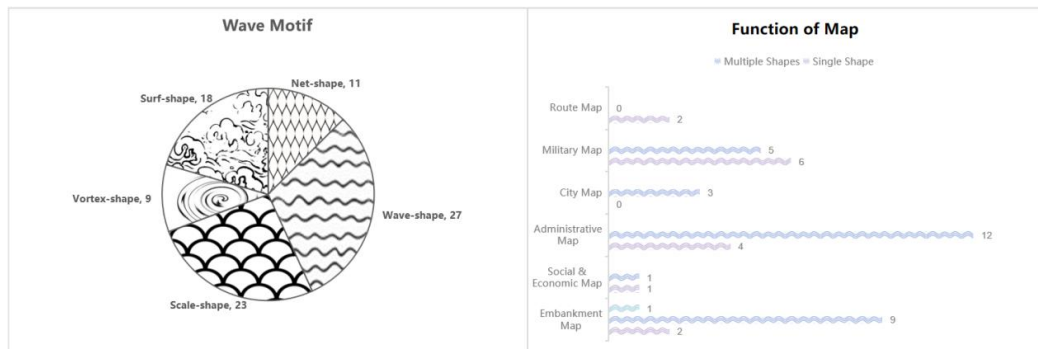 Wave Motif
Net-shape, 11
Surf-shape, 18
Vortex-shape, 9
Wave-shape, 27
Scale-shape, 23
Function of Map
Multiple Shapes Single Shape
Route Map
0
2
Military Map
5
6
City Map
3
0
Administrative
Map
12
4
Social &
Economic Map
1
1
Embankment
Map
1
9
2